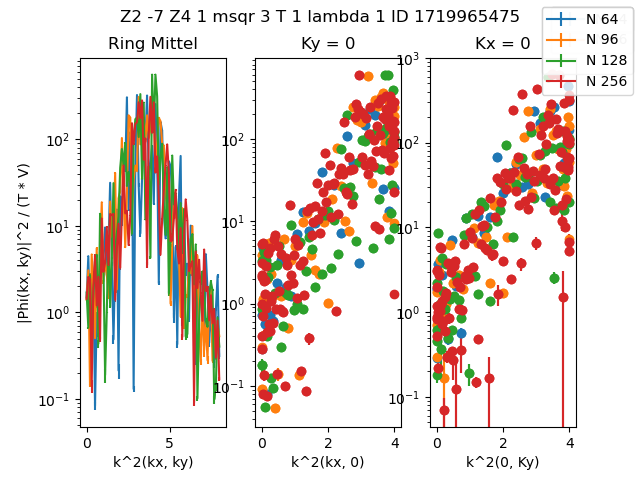 Z2 -7 Z4 1 msqr 3 T 1 lambda 1 ID 1719965475
Ring Mittel
Ky = 0
Kx = 0
N 64
N 96
N 128
N 256
|Phi(kx, ky)|^2 / (T * V)
10^2
10^1
10^0
10^-1
0
5
k^2(kx, ky)
10^2
10^1
10^0
10^-1
0
2
4
k^2(kx, 0)
10^3
10^2
10^1
10^0
10^-1
0
2
4
k^2(0, Ky)